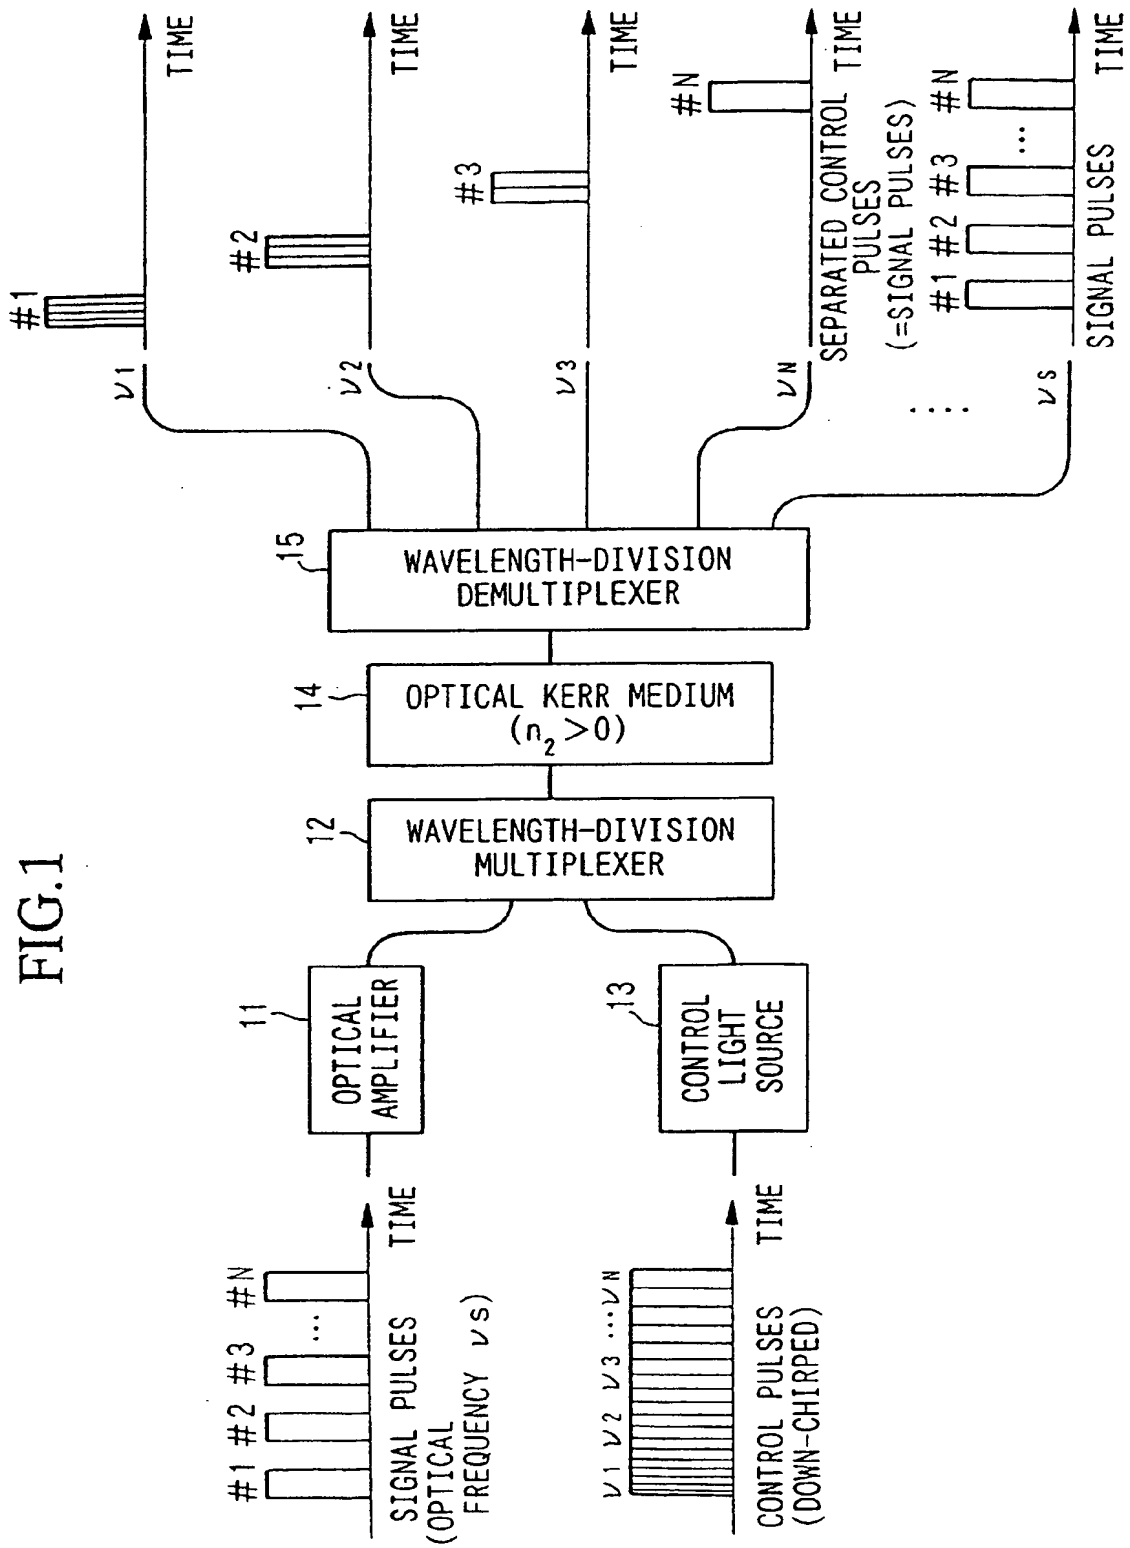 FIG.1
#1
#2
#3
...
#N
TIME
SIGNAL PULSES
(OPTICAL
FREQUENCY νs)
ν1
ν2
ν3
...
νN
TIME
CONTROL PULSES
(DOWN-CHIRPED)
11
OPTICAL
AMPLIFIER
13
CONTROL
LIGHT
SOURCE
12
WAVELENGTH-DIVISION
MULTIPLEXER
14
OPTICAL KERR MEDIUM
(n2>0)
15
WAVELENGTH-DIVISION
DEMULTIPLEXER
ν1
#1
TIME
ν2
#2
TIME
ν3
#3
TIME
νN
#N
TIME
SEPARATED CONTROL
PULSES
(=SIGNAL PULSES)
....
νS
#1
#2
#3
...
#N
TIME
SIGNAL PULSES